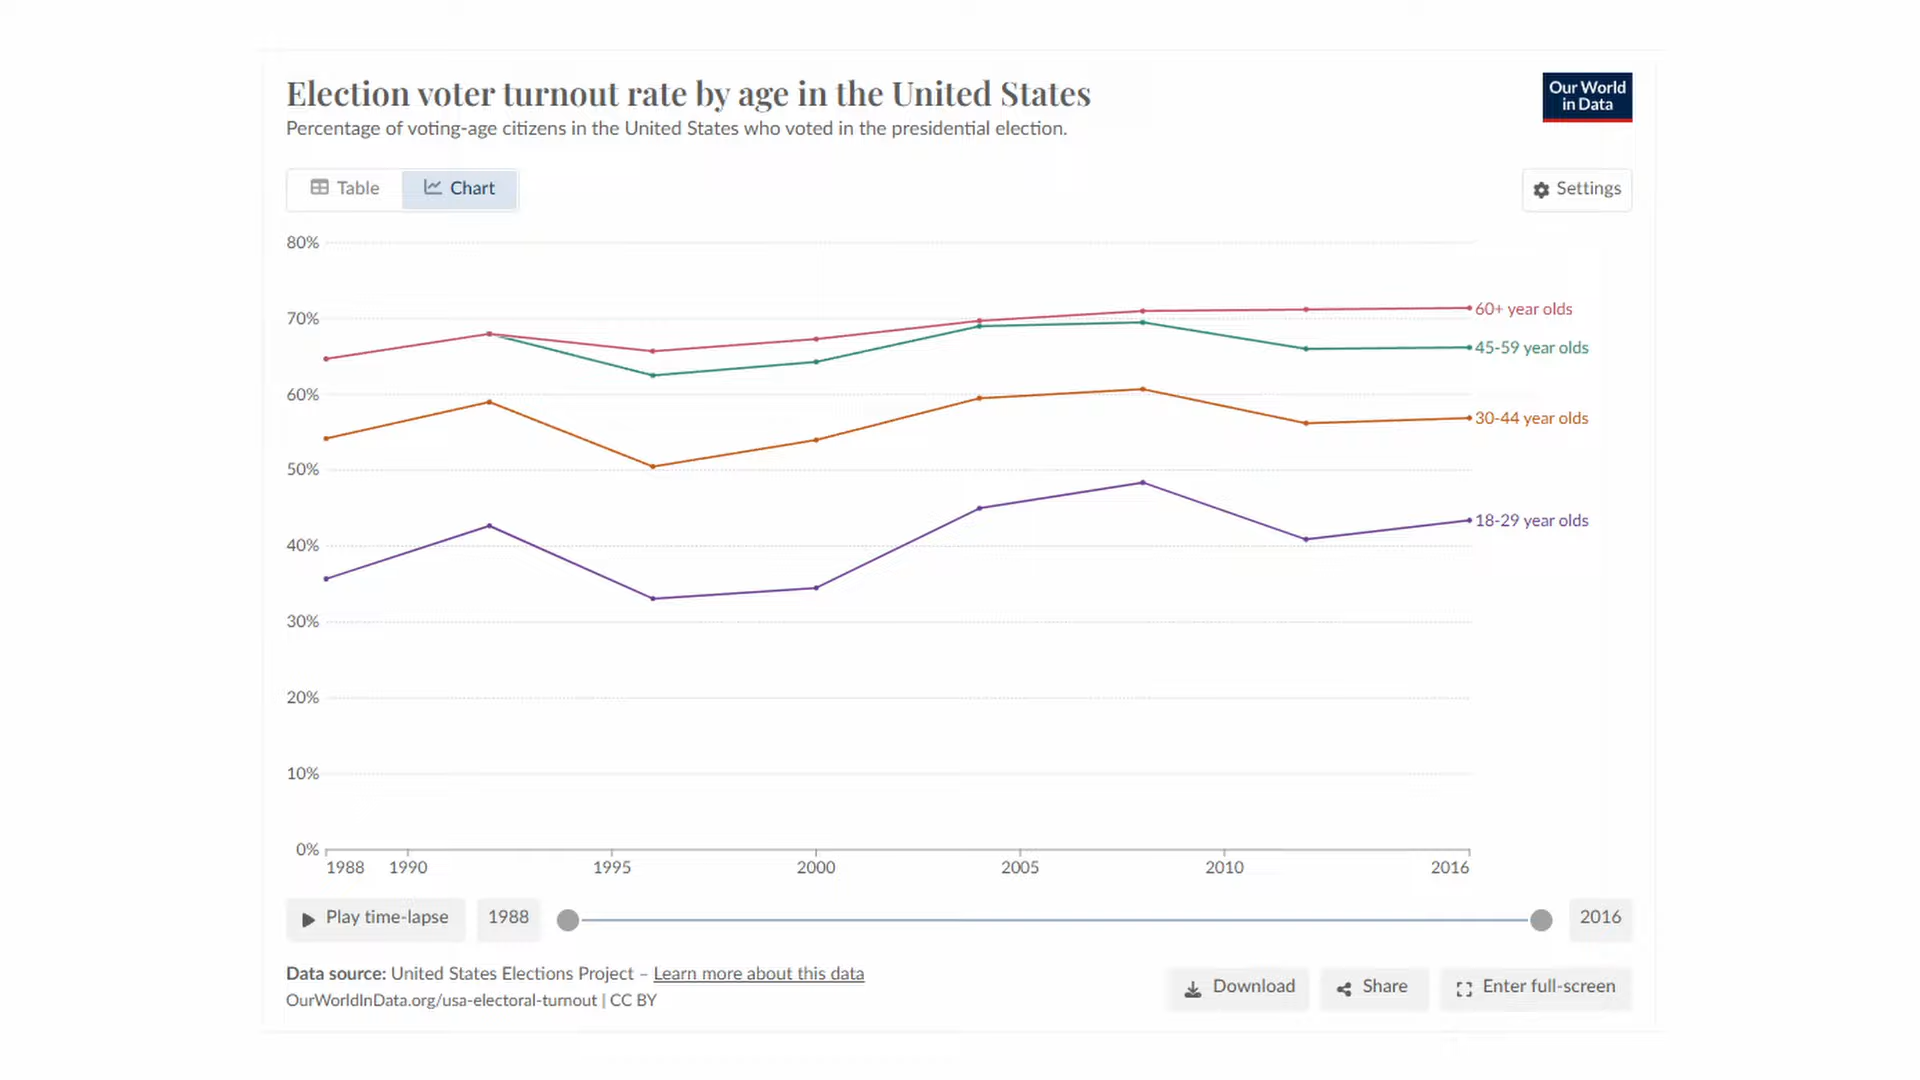 Election voter turnout rate by age in the United States
Percentage of voting-age citizens in the United States who voted in the presidential election.
Our World
in Data
Table
Chart
Settings
80%
70%
60%
50%
40%
30%
20%
10%
0%
60+ year olds
45-59 year olds
30-44 year olds
18-29 year olds
1988 1990 1995 2000 2005 2010 2016
Play time-lapse
1988
2016
Data source: United States Elections Project – Learn more about this data
OurWorldInData.org/usa-electoral-turnout | CC BY
Download
Share
Enter full-screen